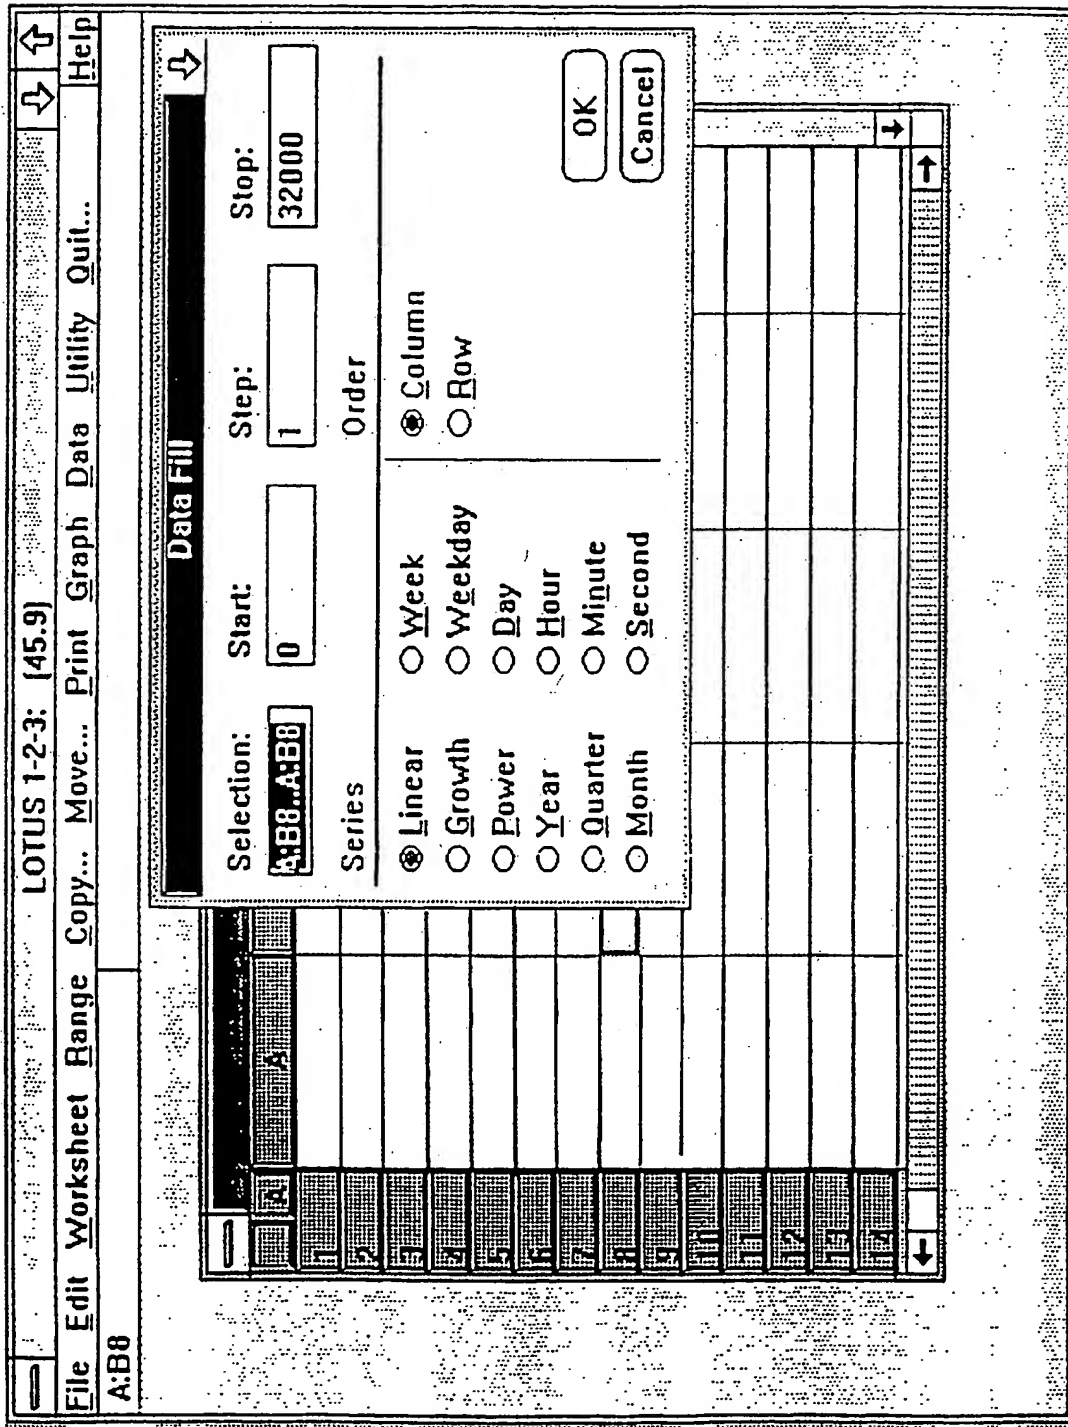 LOTUS 1-2-3: [45.9]
File Edit Worksheet Range Copy... Move... Print Graph Data Utility Quit... Help
A:B8
Data Fill
Selection: Start: Step: Stop:
A:B8..A:B8 0 1 32000
Series Order
Linear Week Column
Growth Weekday Row
Power Day
Year Hour
Quarter Minute
Month Second
OK
Cancel
A A
1
2
3
4
5
6
7
8
9
10
11
12
13
14